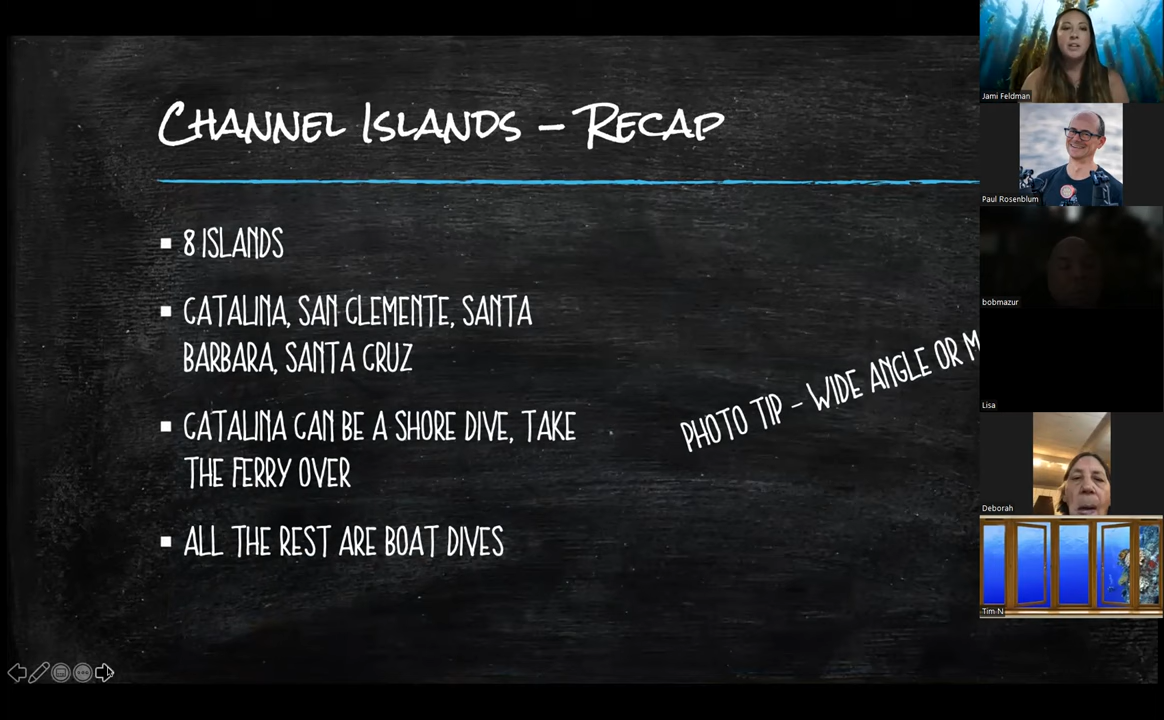 Channel Islands – Recap
8 ISLANDS
CATALINA, SAN CLEMENTE, SANTA
BARBARA, SANTA CRUZ
CATALINA CAN BE A SHORE DIVE, TAKE
THE FERRY OVER
ALL THE REST ARE BOAT DIVES
PHOTO TIP – WIDE ANGLE OR M
Jami Feldman
Paul Rosenblum
bobmazur
Lisa
Deborah
Tim N